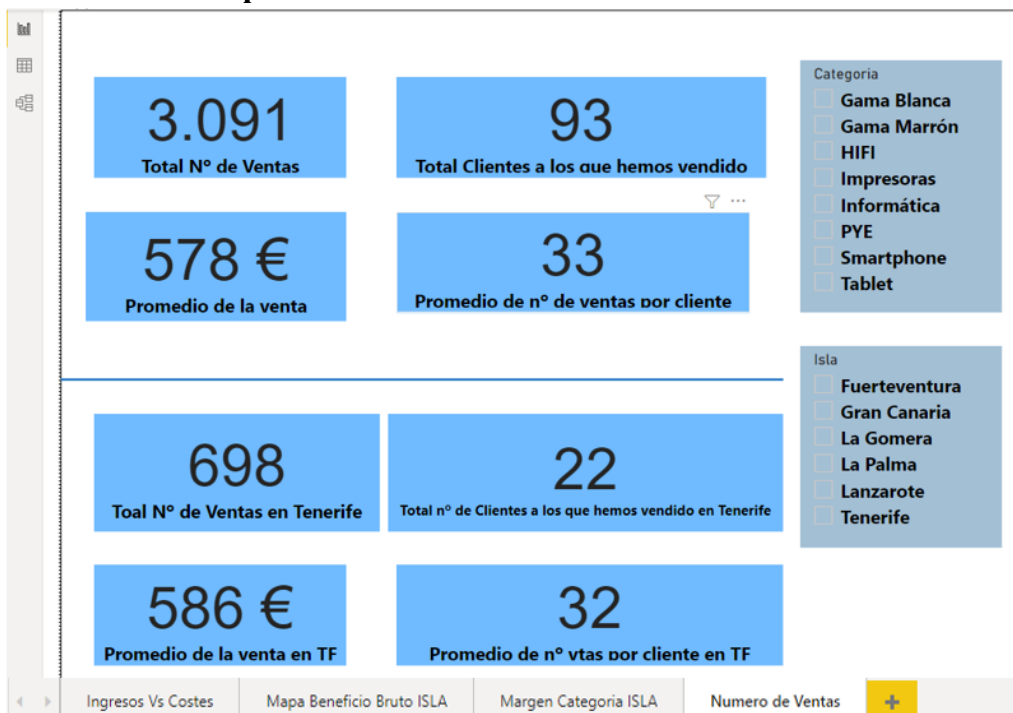 3.091
Total Nº de Ventas
93
Total Clientes a los que hemos vendido
578 €
Promedio de la venta
33
Promedio de nº de ventas por cliente
Categoria
Gama Blanca
Gama Marrón
HIFI
Impresoras
Informática
PYE
Smartphone
Tablet
Isla
Fuerteventura
Gran Canaria
La Gomera
La Palma
Lanzarote
Tenerife
698
Toal Nº de Ventas en Tenerife
22
Total nº de Clientes a los que hemos vendido en Tenerife
586 €
Promedio de la venta en TF
32
Promedio de nº vtas por cliente en TF
Ingresos Vs Costes
Mapa Beneficio Bruto ISLA
Margen Categoria ISLA
Numero de Ventas